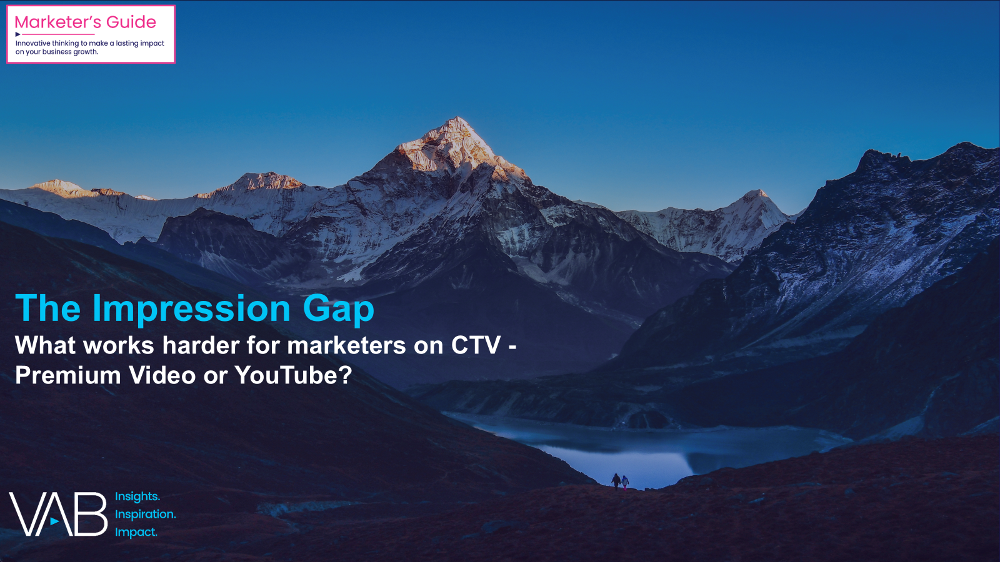 Marketer's Guide
Innovative thinking to make a lasting impact
on your business growth.
The Impression Gap
What works harder for marketers on CTV -
Premium Video or YouTube?
VAB
Insights.
Inspiration.
Impact.